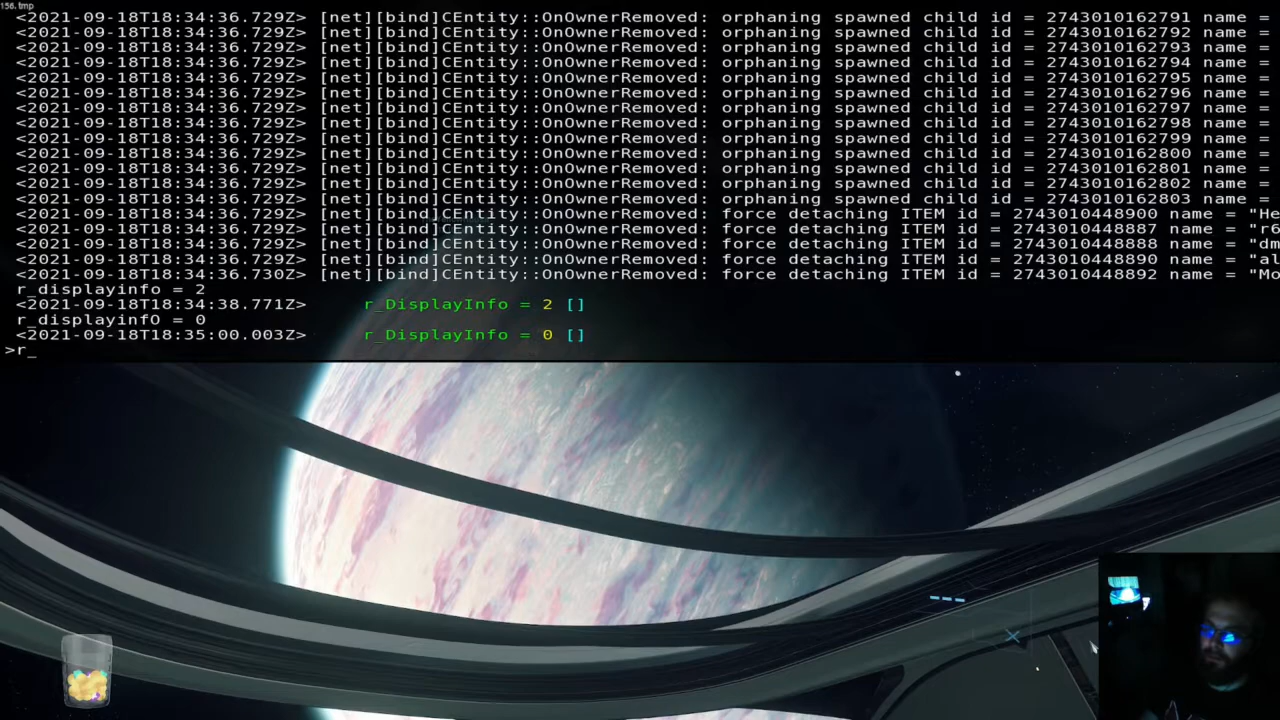 156.tmp
<2021-09-18T18:34:36.729Z> [net][bind]CEntity::OnOwnerRemoved: orphaning spawned child id = 2743010162791 name =
<2021-09-18T18:34:36.729Z> [net][bind]CEntity::OnOwnerRemoved: orphaning spawned child id = 2743010162792 name =
<2021-09-18T18:34:36.729Z> [net][bind]CEntity::OnOwnerRemoved: orphaning spawned child id = 2743010162793 name =
<2021-09-18T18:34:36.729Z> [net][bind]CEntity::OnOwnerRemoved: orphaning spawned child id = 2743010162794 name =
<2021-09-18T18:34:36.729Z> [net][bind]CEntity::OnOwnerRemoved: orphaning spawned child id = 2743010162795 name =
<2021-09-18T18:34:36.729Z> [net][bind]CEntity::OnOwnerRemoved: orphaning spawned child id = 2743010162796 name =
<2021-09-18T18:34:36.729Z> [net][bind]CEntity::OnOwnerRemoved: orphaning spawned child id = 2743010162797 name =
<2021-09-18T18:34:36.729Z> [net][bind]CEntity::OnOwnerRemoved: orphaning spawned child id = 2743010162798 name =
<2021-09-18T18:34:36.729Z> [net][bind]CEntity::OnOwnerRemoved: orphaning spawned child id = 2743010162799 name =
<2021-09-18T18:34:36.729Z> [net][bind]CEntity::OnOwnerRemoved: orphaning spawned child id = 2743010162800 name =
<2021-09-18T18:34:36.729Z> [net][bind]CEntity::OnOwnerRemoved: orphaning spawned child id = 2743010162801 name =
<2021-09-18T18:34:36.729Z> [net][bind]CEntity::OnOwnerRemoved: orphaning spawned child id = 2743010162802 name =
<2021-09-18T18:34:36.729Z> [net][bind]CEntity::OnOwnerRemoved: orphaning spawned child id = 2743010162803 name =
<2021-09-18T18:34:36.729Z> [net][bind]CEntity::OnOwnerRemoved: force detaching ITEM id = 2743010448900 name = "He
<2021-09-18T18:34:36.729Z> [net][bind]CEntity::OnOwnerRemoved: force detaching ITEM id = 2743010448887 name = "r6
<2021-09-18T18:34:36.729Z> [net][bind]CEntity::OnOwnerRemoved: force detaching ITEM id = 2743010448888 name = "dm
<2021-09-18T18:34:36.729Z> [net][bind]CEntity::OnOwnerRemoved: force detaching ITEM id = 2743010448890 name = "al
<2021-09-18T18:34:36.730Z> [net][bind]CEntity::OnOwnerRemoved: force detaching ITEM id = 2743010448892 name = "Mo
r_displayinfo = 2
<2021-09-18T18:34:38.771Z> r_DisplayInfo = 2 []
r_displayinfO = 0
<2021-09-18T18:35:00.003Z> r_DisplayInfo = 0 []
>r_